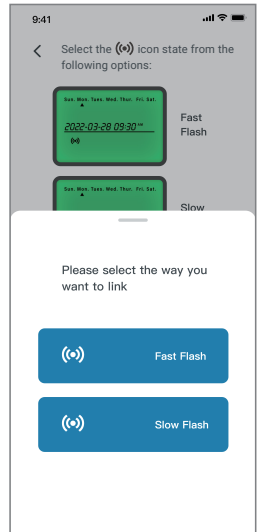 9:41
Select the ((•)) icon state from the
following options:
Sun. Mon. Tues. Wed. Thur. Fri. Sat.
2022-03-28 09:30
Fast
Flash
Sun. Mon. Tues. Wed. Thur. Fri. Sat.
Slow
Please select the way you
want to link
Fast Flash
Slow Flash